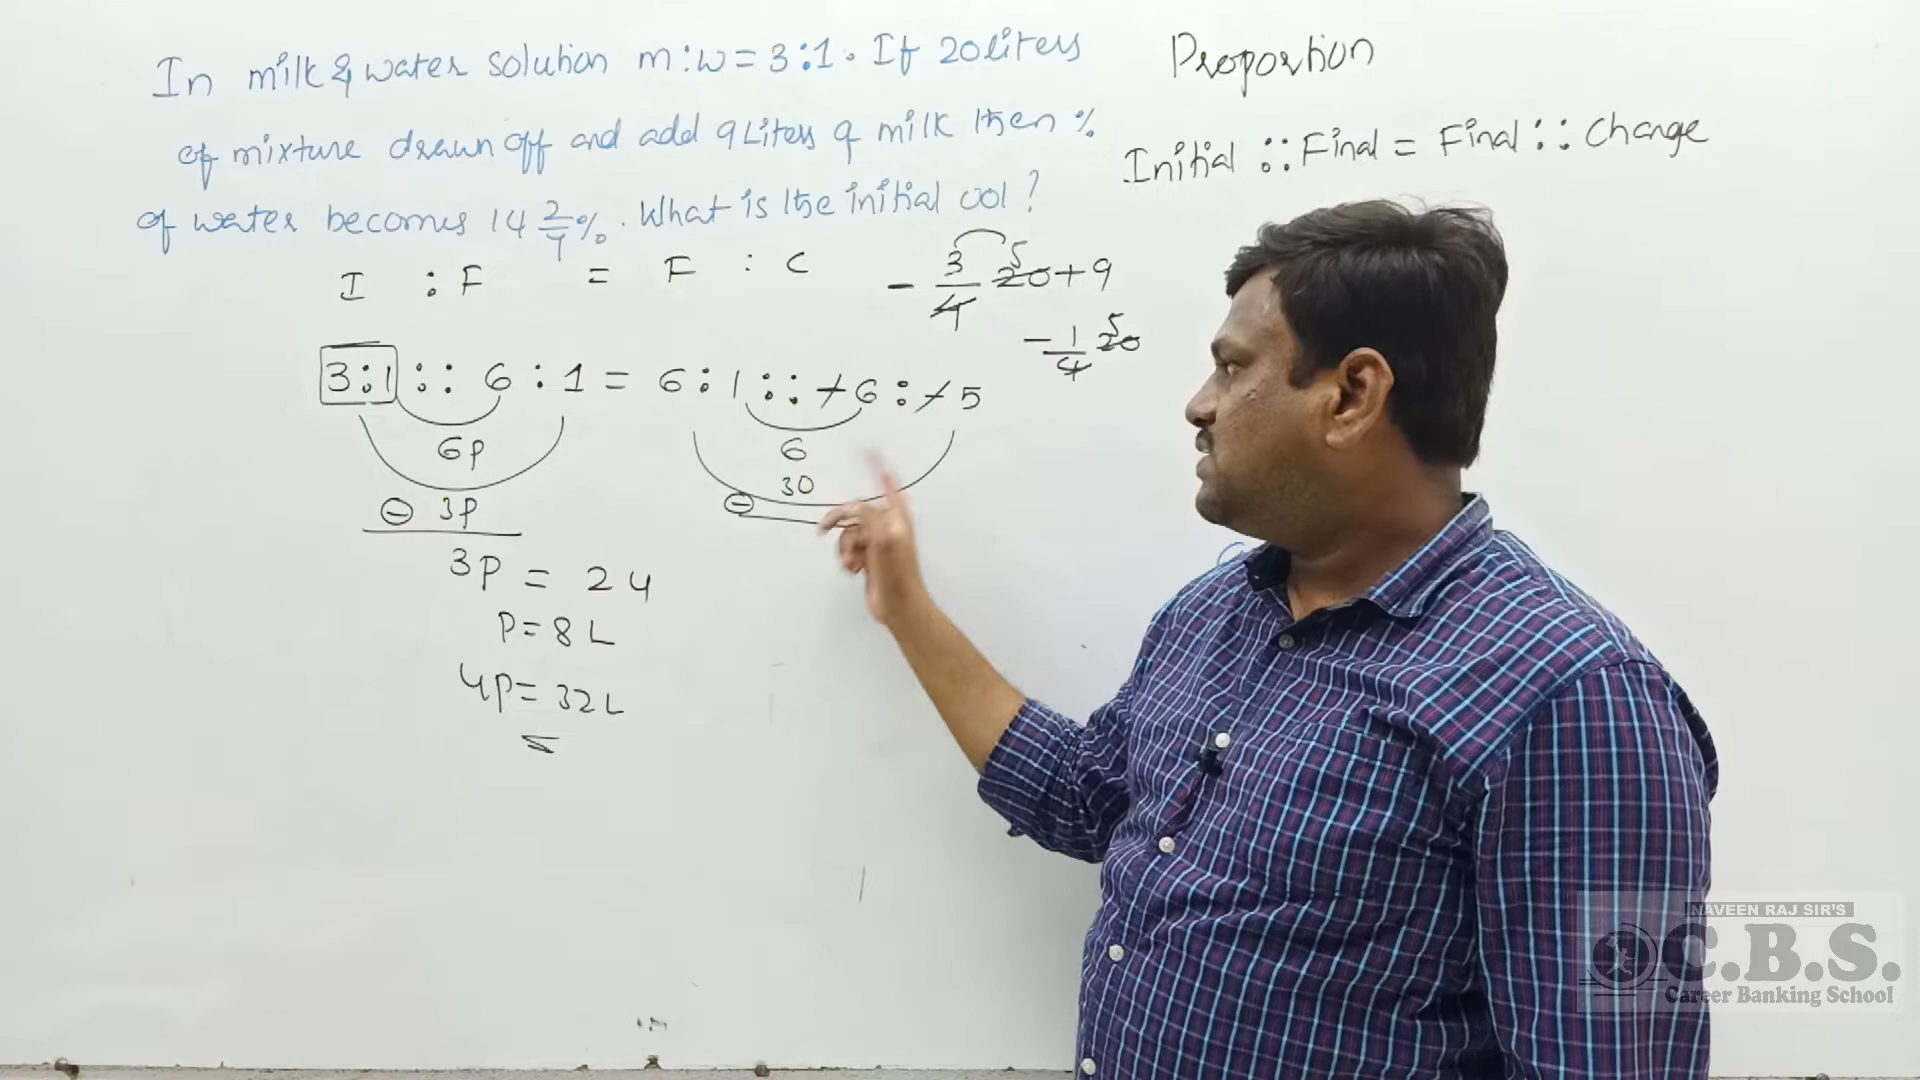 In milk & water solution m:w = 3:1. If 20 liters
of mixture drawn off and add 9 Liters of milk then %
of water becomes 14 2/7 %. What is the initial vol?
Proportion
Initial :: Final = Final :: Change
I : F = F : C
- 3/4 20 + 9
5
- 1/4 20
5
3:1 :: 6:1 = 6:1 :: -6:-5
6P
6
- 3P
- 30
3P = 24
P = 8 L
4P = 32 L
NAVEEN RAJ SIR'S
C.B.S.
Career Banking School